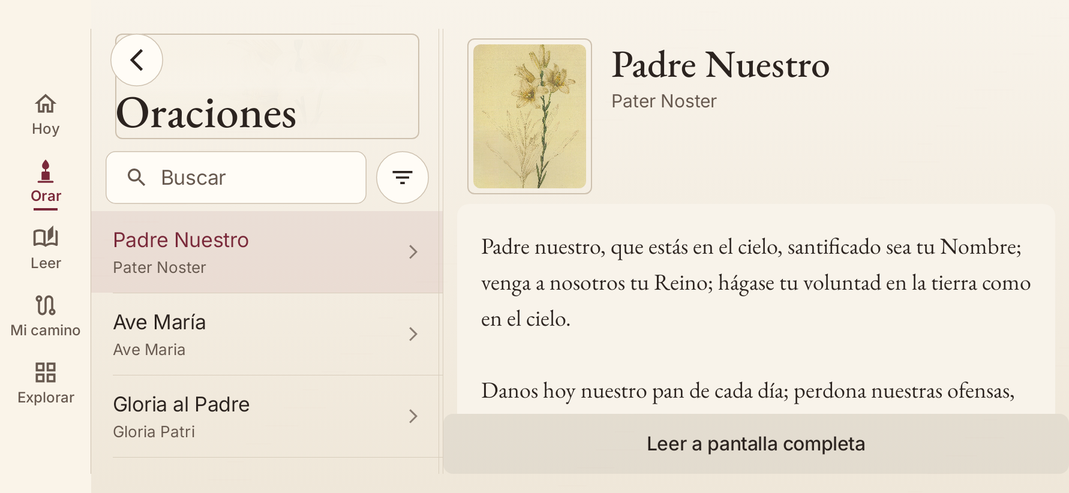 Hoy
Orar
Leer
Mi camino
Explorar
Oraciones
Buscar
Padre Nuestro
Pater Noster
Ave María
Ave Maria
Gloria al Padre
Gloria Patri
Padre Nuestro
Pater Noster
Padre nuestro, que estás en el cielo, santificado sea tu Nombre;
venga a nosotros tu Reino; hágase tu voluntad en la tierra como
en el cielo.
Danos hoy nuestro pan de cada día; perdona nuestras ofensas,
Leer a pantalla completa